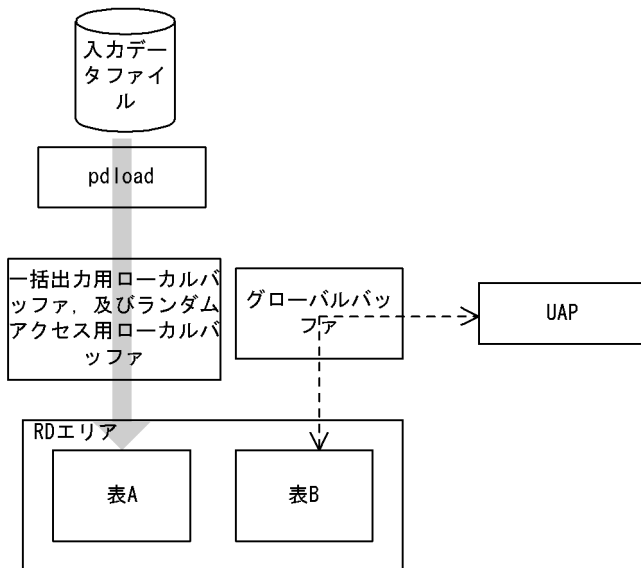 入力デー
タファイ
ル
pdload
一括出力用ローカルバ
ッファ，及びランダム
アクセス用ローカルバ
ッファ
グローバルバッ
ファ
UAP
RDエリア
表A
表B